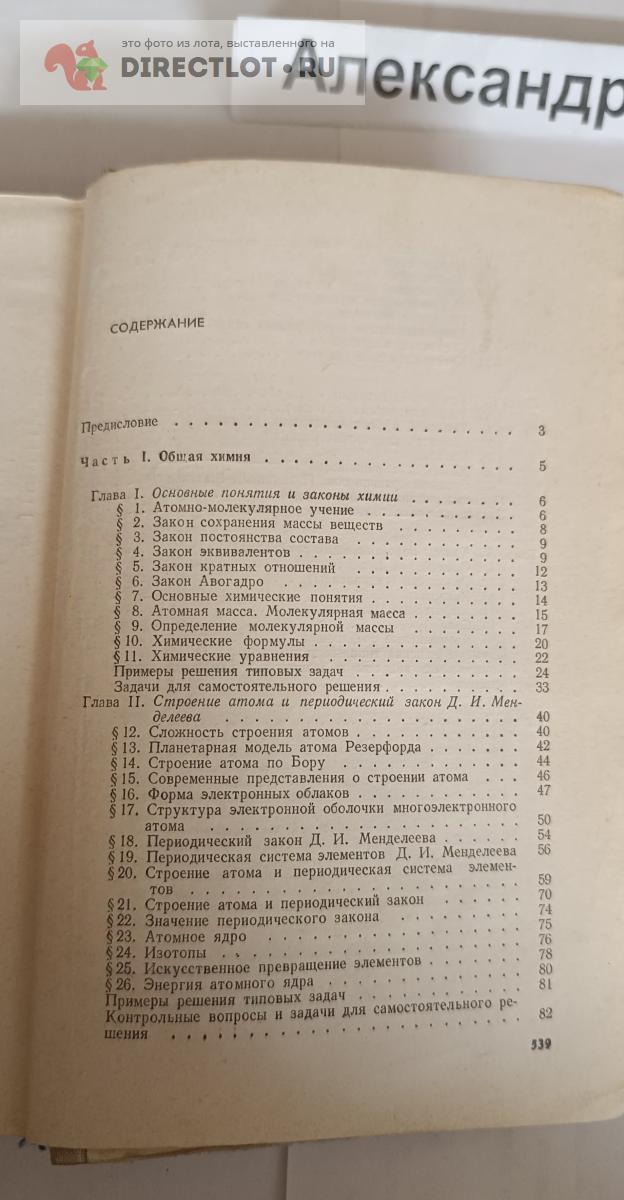 это фото из лота, выставленного на
DIRECTLOT.RU
Александр
СОДЕРЖАНИЕ
Предисловие . . . . . . . . . . . . . . . . . 3
Часть I. Общая химия . . . . . . . . . . . . . 5
Глава I. Основные понятия и законы химии . . . . . . . 6
§ 1. Атомно-молекулярное учение . . . . . . . . . 6
§ 2. Закон сохранения массы веществ . . . . . . . 8
§ 3. Закон постоянства состава . . . . . . . . . 9
§ 4. Закон эквивалентов . . . . . . . . . . . 9
§ 5. Закон кратных отношений . . . . . . . . . 12
§ 6. Закон Авогадро . . . . . . . . . . . . 13
§ 7. Основные химические понятия . . . . . . . . 14
§ 8. Атомная масса. Молекулярная масса . . . . . . 15
§ 9. Определение молекулярной массы . . . . . . . 17
§ 10. Химические формулы . . . . . . . . . . . 20
§ 11. Химические уравнения . . . . . . . . . . 22
Примеры решения типовых задач . . . . . . . . . 24
Задачи для самостоятельного решения . . . . . . . . 33
Глава II. Строение атома и периодический закон Д. И. Мен-
делеева . . . . . . . . . . . . . . . . 40
§ 12. Сложность строения атомов . . . . . . . . . 40
§ 13. Планетарная модель атома Резерфорда . . . . . . 42
§ 14. Строение атома по Бору . . . . . . . . . . 44
§ 15. Современные представления о строении атома . . . 46
§ 16. Форма электронных облаков . . . . . . . . . 47
§ 17. Структура электронной оболочки многоэлектронного
атома . . . . . . . . . . . . . . . . 50
§ 18. Периодический закон Д. И. Менделеева . . . . . 54
§ 19. Периодическая система элементов Д. И. Менделеева 56
§ 20. Строение атома и периодическая система элемен-
тов . . . . . . . . . . . . . . . . . 59
§ 21. Строение атома и периодический закон . . . . . 70
§ 22. Значение периодического закона . . . . . . . 74
§ 23. Атомное ядро . . . . . . . . . . . . . 75
§ 24. Изотопы . . . . . . . . . . . . . . . 76
§ 25. Искусственное превращение элементов . . . . . . 78
§ 26. Энергия атомного ядра . . . . . . . . . . 80
Примеры решения типовых задач . . . . . . . . . 81
Контрольные вопросы и задачи для самостоятельного ре-
шения . . . . . . . . . . . . . . . . . . 82
539